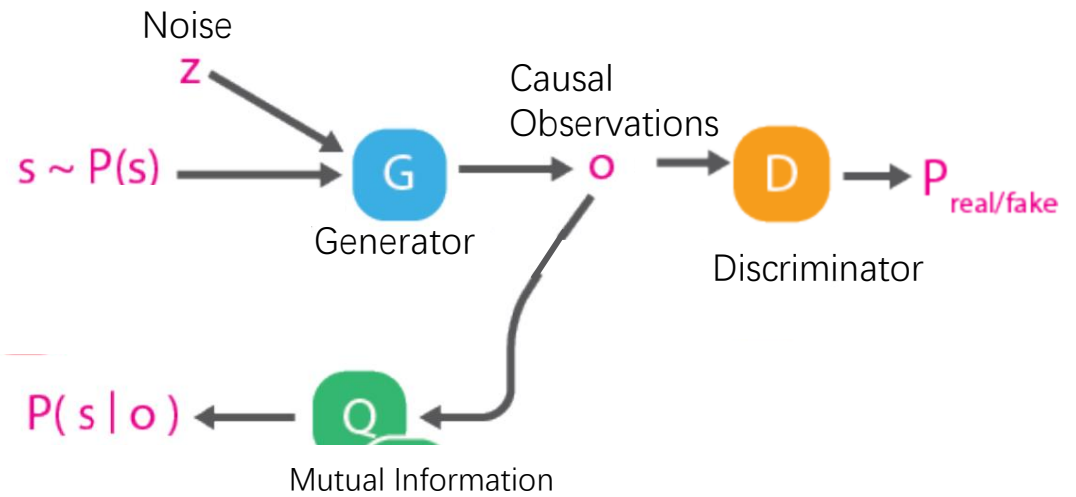 Noise
z
Causal
Observations
s ~ P(s)
G
o
D
P real/fake
Generator
Discriminator
P( s | o )
Q
Mutual Information